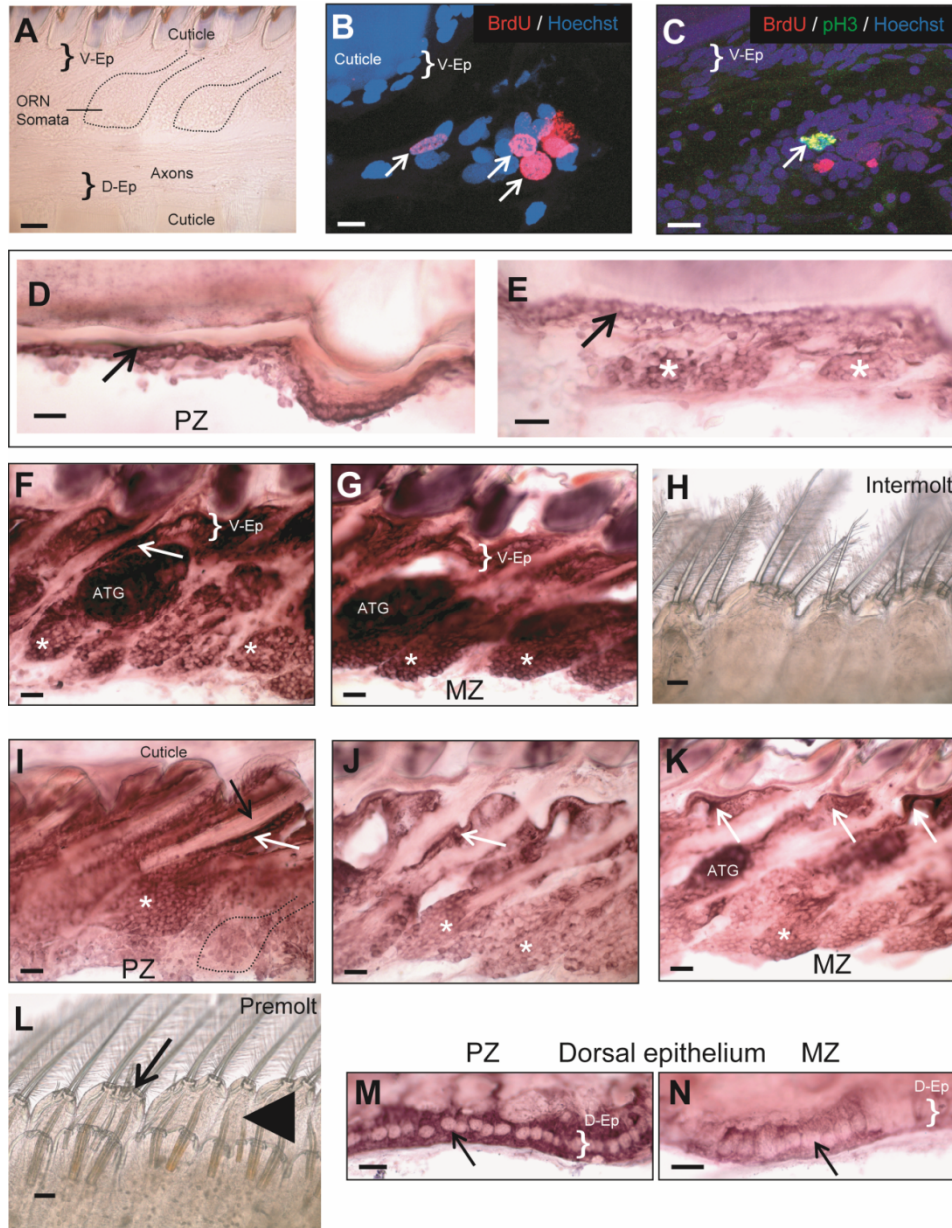 A
Cuticle
} V-Ep
ORN
Somata
Axons
} D-Ep
Cuticle
B
BrdU / Hoechst
Cuticle
} V-Ep
C
BrdU / pH3 / Hoechst
V-Ep
}
D
PZ
E
*
*
F
} V-Ep
ATG
*
*
G
} V-Ep
ATG
*
*
MZ
H
Intermolt
I
Cuticle
*
PZ
J
*
*
K
ATG
*
MZ
L
Premolt
PZ
Dorsal epithelium
MZ
M
D-Ep
}
N
D-Ep
}